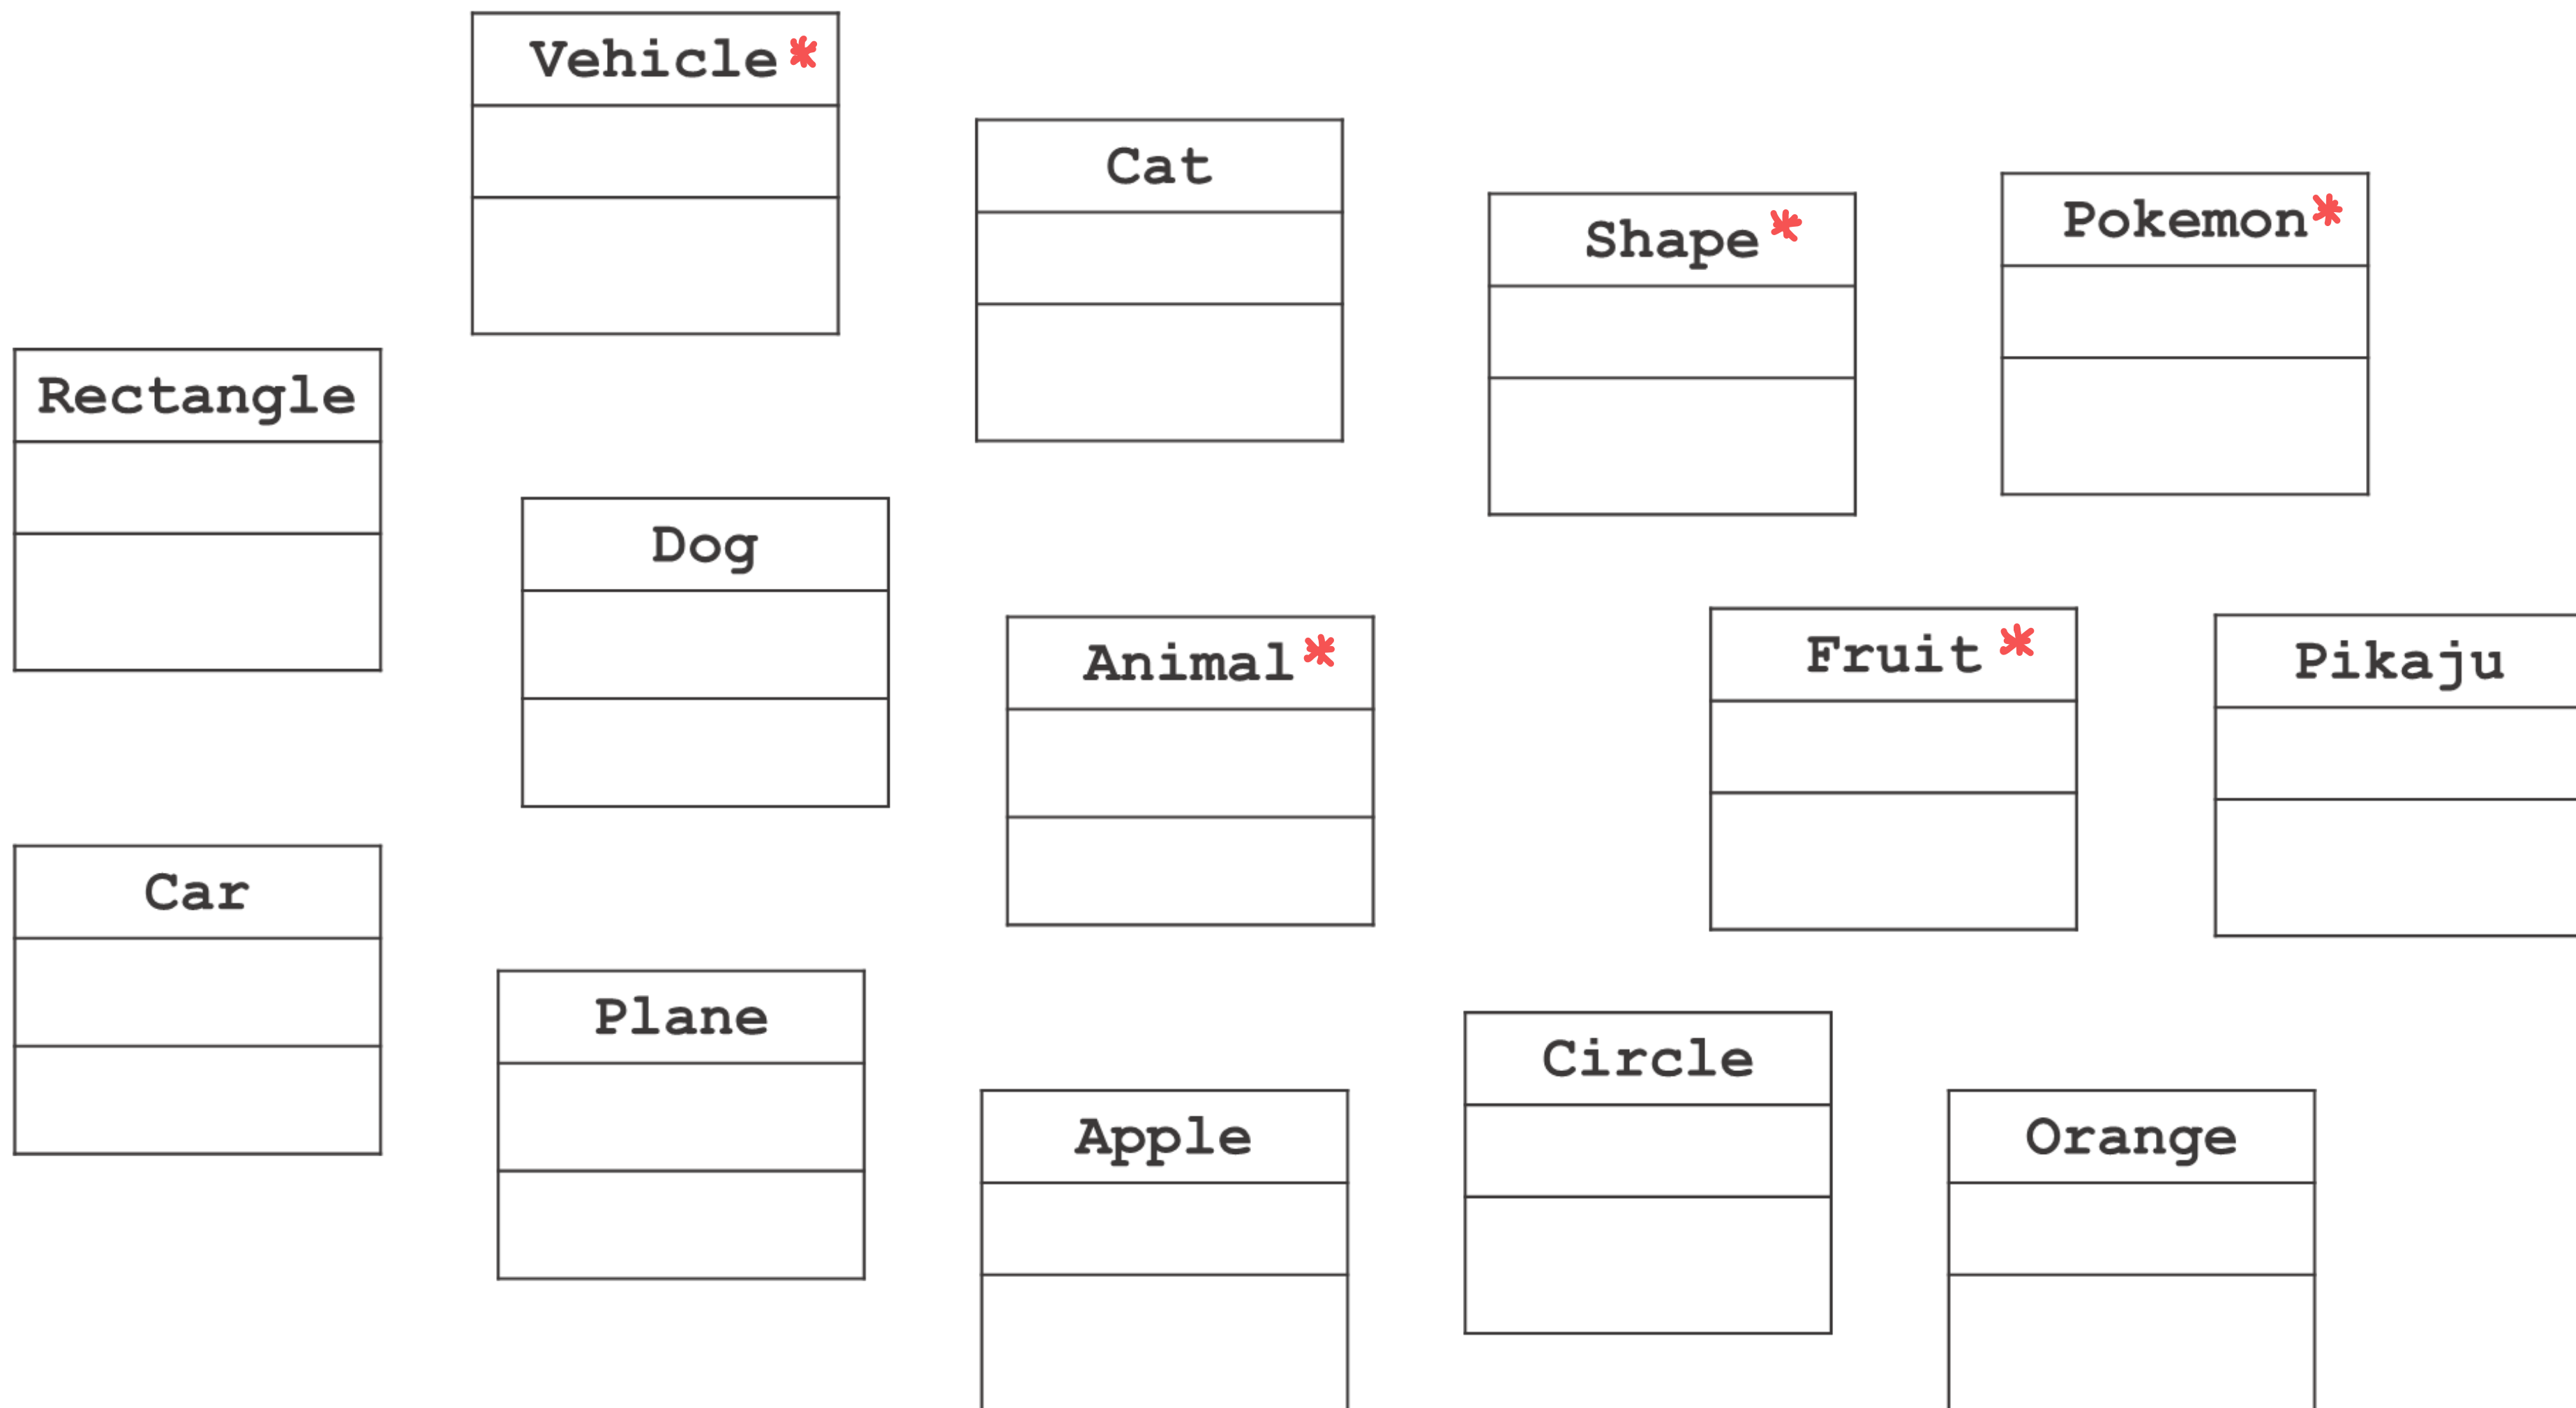 Vehicle*
Cat
Shape*
Pokemon*
Rectangle
Dog
Animal*
Fruit*
Pikaju
Car
Plane
Apple
Circle
Orange